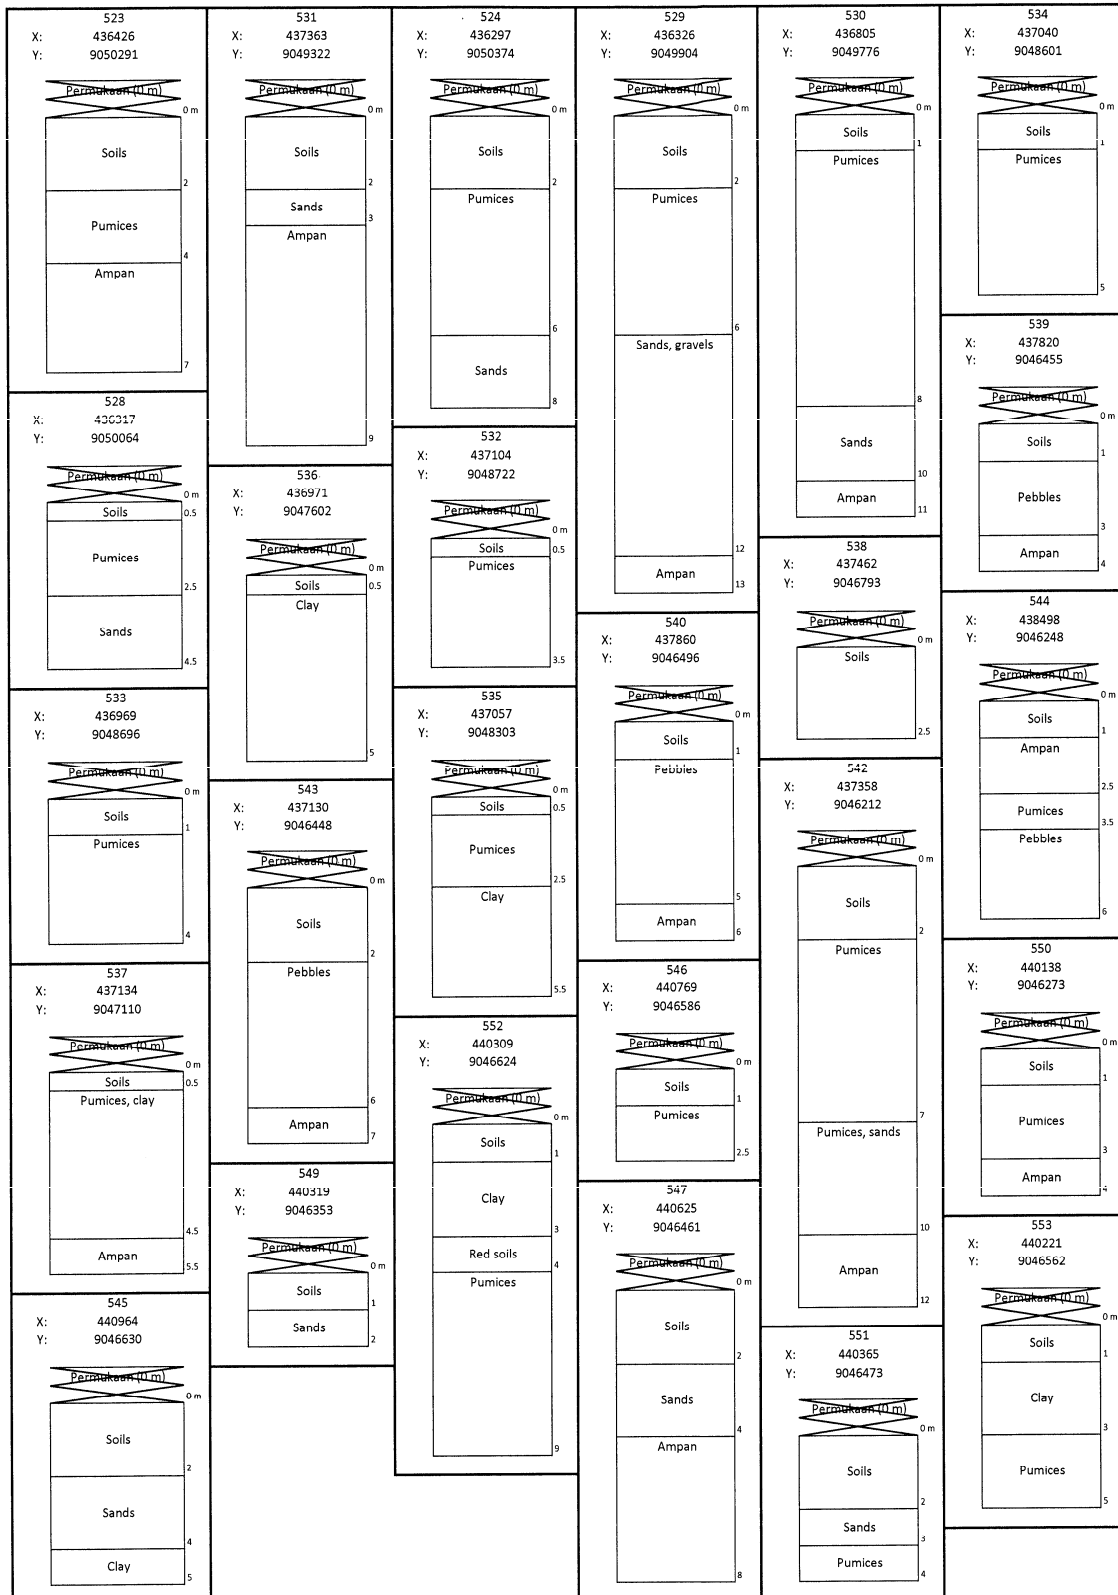 523
X: 436426
Y: 9050291
Permukaan (0 m)
0 m
Soils
2
Pumices
4
Ampan
7
528
X: 436317
Y: 9050064
Permukaan (0 m)
0 m
Soils
0.5
Pumices
2.5
Sands
4.5
533
X: 436969
Y: 9048696
Permukaan (0 m)
0 m
Soils
1
Pumices
4
537
X: 437134
Y: 9047110
Permukaan (0 m)
0 m
Soils
0.5
Pumices, clay
4.5
Ampan
5.5
545
X: 440964
Y: 9046630
Permukaan (0 m)
0 m
Soils
2
Sands
4
Clay
5
531
X: 437363
Y: 9049322
Permukaan (0 m)
0 m
Soils
2
Sands
3
Ampan
9
536
X: 436971
Y: 9047602
Permukaan (0 m)
0 m
Soils
0.5
Clay
5
543
X: 437130
Y: 9046448
Permukaan (0 m)
0 m
Soils
2
Pebbles
6
Ampan
7
549
X: 440319
Y: 9046353
Permukaan (0 m)
0 m
Soils
1
Sands
2
524
X: 436297
Y: 9050374
Permukaan (0 m)
0 m
Soils
2
Pumices
6
Sands
8
532
X: 437104
Y: 9048722
Permukaan (0 m)
0 m
Soils
0.5
Pumices
3.5
535
X: 437057
Y: 9048303
Permukaan (0 m)
0 m
Soils
0.5
Pumices
2.5
Clay
5.5
552
X: 440309
Y: 9046624
Permukaan (0 m)
0 m
Soils
1
Clay
3
Red soils
4
Pumices
9
529
X: 436326
Y: 9049904
Permukaan (0 m)
0 m
Soils
2
Pumices
6
Sands, gravels
12
Ampan
13
540
X: 437860
Y: 9046496
Permukaan (0 m)
0 m
Soils
1
Pebbles
5
Ampan
6
546
X: 440769
Y: 9046586
Permukaan (0 m)
0 m
Soils
1
Pumices
2.5
547
X: 440625
Y: 9046461
Permukaan (0 m)
0 m
Soils
2
Sands
4
Ampan
8
530
X: 436805
Y: 9049776
Permukaan (0 m)
0 m
Soils
1
Pumices
8
Sands
10
Ampan
11
538
X: 437462
Y: 9046793
Permukaan (0 m)
0 m
Soils
2.5
542
X: 437358
Y: 9046212
Permukaan (0 m)
0 m
Soils
2
Pumices
7
Pumices, sands
10
Ampan
12
551
X: 440365
Y: 9046473
Permukaan (0 m)
0 m
Soils
2
Sands
3
Pumices
4
534
X: 437040
Y: 9048601
Permukaan (0 m)
0 m
Soils
1
Pumices
5
539
X: 437820
Y: 9046455
Permukaan (0 m)
0 m
Soils
1
Pebbles
3
Ampan
4
544
X: 438498
Y: 9046248
Permukaan (0 m)
0 m
Soils
1
Ampan
2.5
Pumices
3.5
Pebbles
6
550
X: 440138
Y: 9046273
Permukaan (0 m)
0 m
Soils
1
Pumices
3
Ampan
4
553
X: 440221
Y: 9046562
Permukaan (0 m)
0 m
Soils
1
Clay
3
Pumices
5